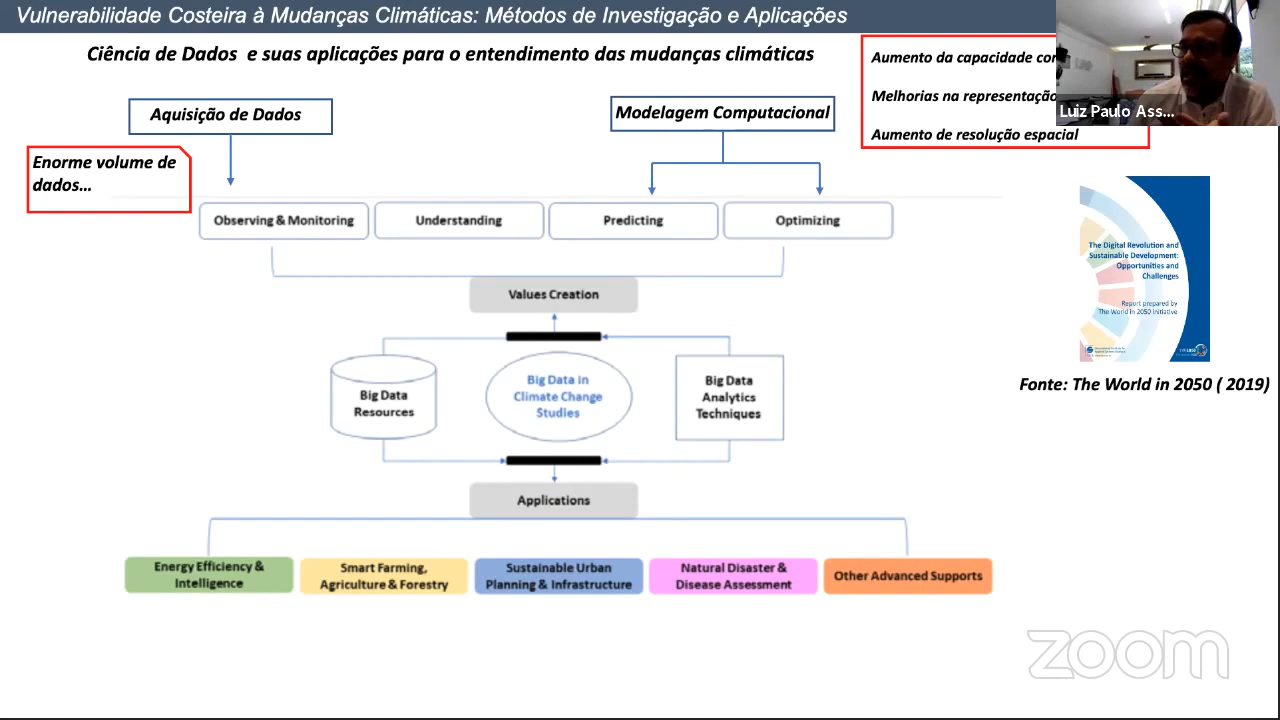 Vulnerabilidade Costeira à Mudanças Climáticas: Métodos de Investigação e Aplicações
Ciência de Dados e suas aplicações para o entendimento das mudanças climáticas
Aumento da capacidade
Melhorias na representação
Aumento de resolução espacial
Luiz Paulo Ass...
Aquisição de Dados
Modelagem Computacional
Enorme volume de
dados...
Observing & Monitoring
Understanding
Predicting
Optimizing
The Digital Revolution and
Sustainable Development:
Opportunities and
Challenges
Report prepared by
The World in 2050 initiative
Values Creation
Big Data
Resources
Big Data in
Climate Change
Studies
Big Data
Analytics
Techniques
Fonte: The World in 2050 ( 2019)
Applications
Energy Efficiency &
Intelligence
Smart Farming,
Agriculture & Forestry
Sustainable Urban
Planning & Infrastructure
Natural Disaster &
Disease Assessment
Other Advanced Supports
zoom